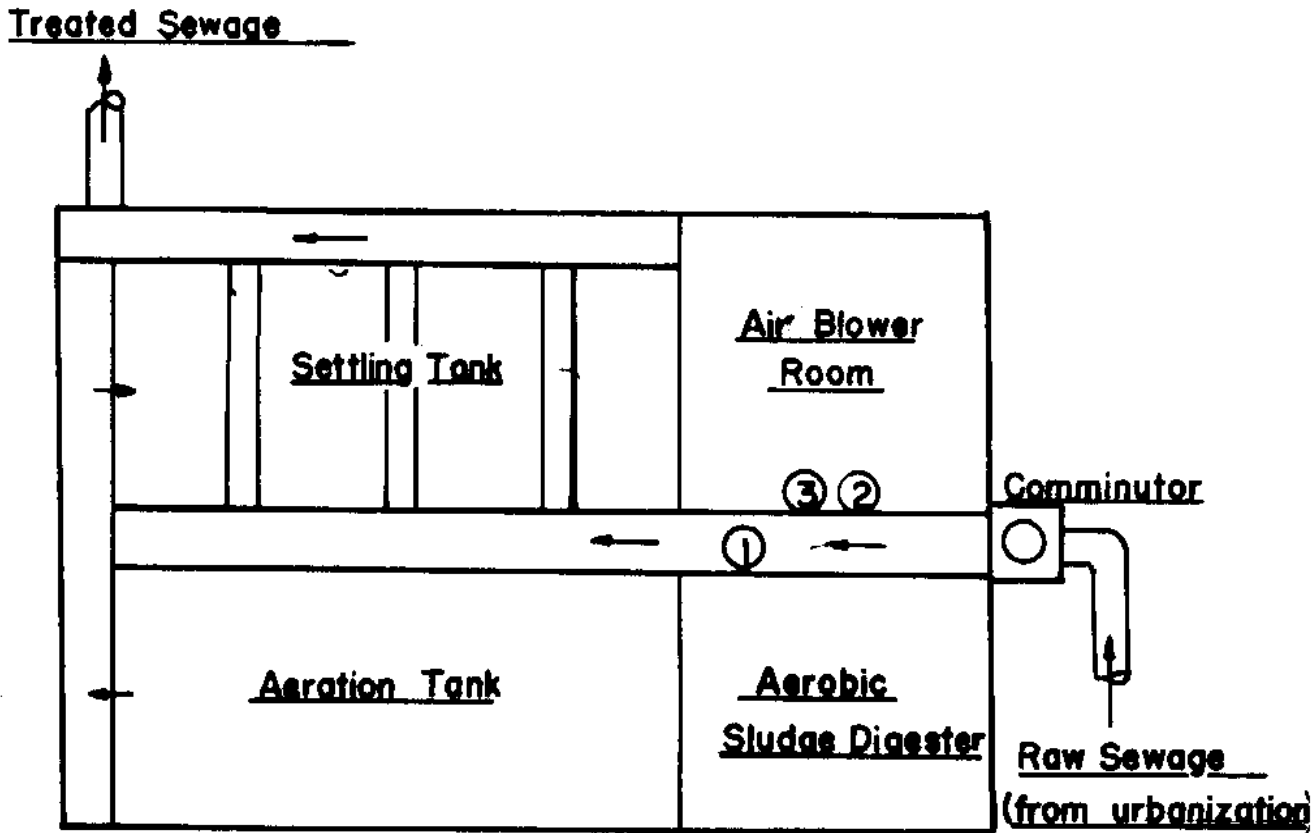 Treated Sewage
Settling Tank
Air Blower
Room
3 2
Comminutor
1
Aeration Tank
Aerobic
Sludge Digester
Raw Sewage
(from urbanization)